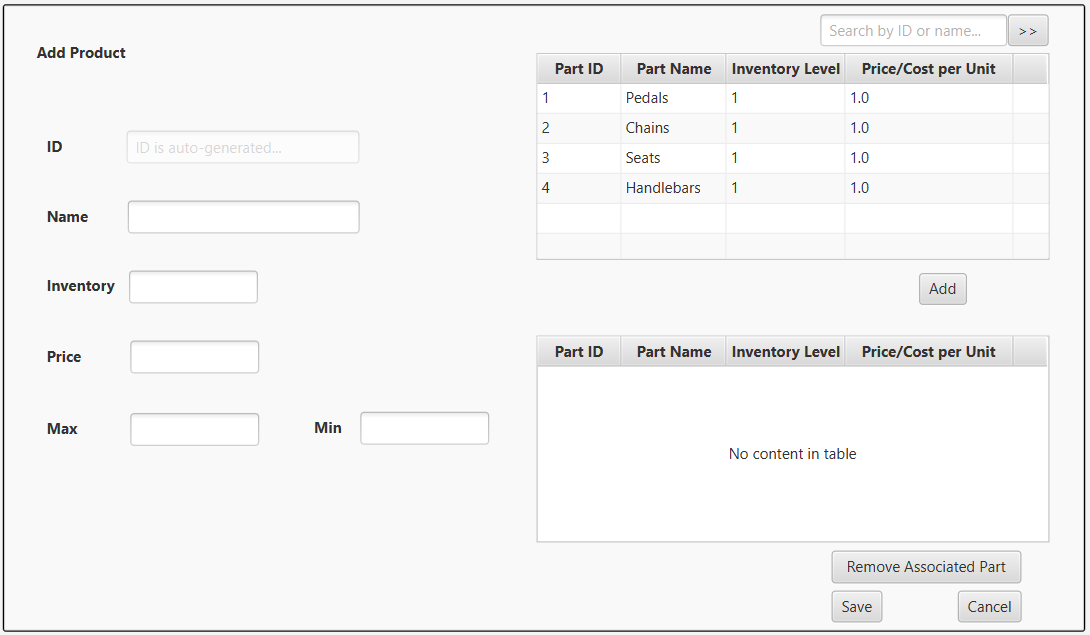 Add Product
Search by ID or name... >>
Part ID Part Name Inventory Level Price/Cost per Unit
1 Pedals 1 1.0
2 Chains 1 1.0
3 Seats 1 1.0
4 Handlebars 1 1.0
Add
ID ID is auto-generated...
Name
Inventory
Price
Max Min
Part ID Part Name Inventory Level Price/Cost per Unit
No content in table
Remove Associated Part
Save Cancel